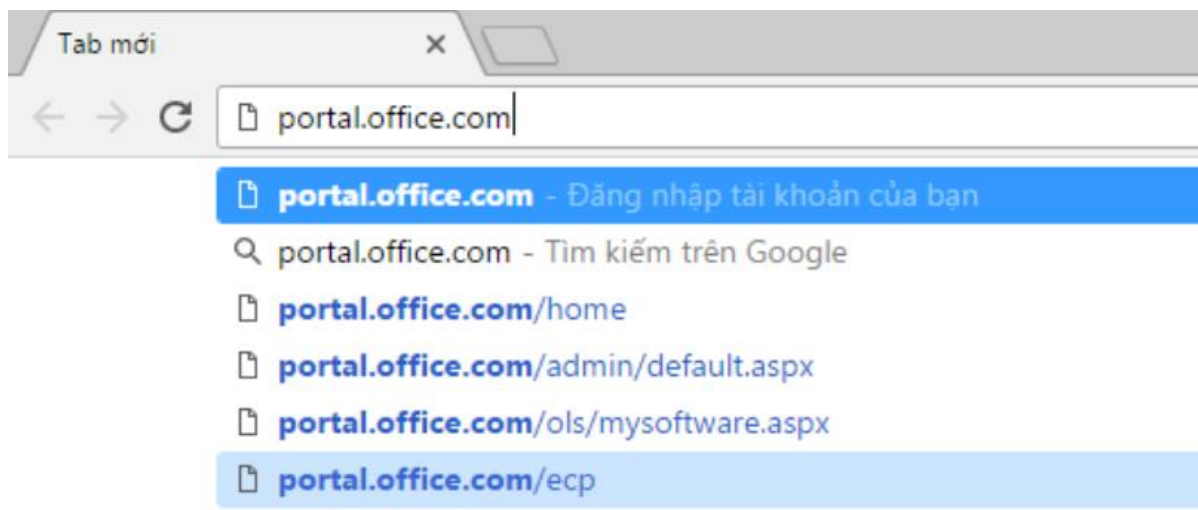 Tab mới
portal.office.com
portal.office.com - Đăng nhập tài khoản của bạn
portal.office.com - Tìm kiếm trên Google
portal.office.com/home
portal.office.com/admin/default.aspx
portal.office.com/ols/mysoftware.aspx
portal.office.com/ecp